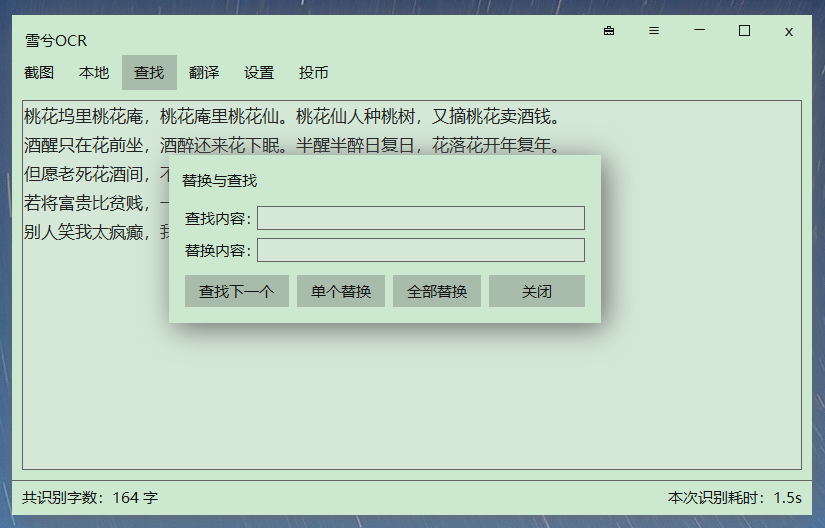 雪兮OCR
截图 本地 查找 翻译 设置 投币
桃花坞里桃花庵，桃花庵里桃花仙。桃花仙人种桃树，又摘桃花卖酒钱。
酒醒只在花前坐，酒醉还来花下眠。半醒半醉日复日，花落花开年复年。
但愿老死花酒间，
若将富贵比贫贱，
别人笑我太疯癫，
替换与查找
查找内容：
替换内容：
查找下一个 单个替换 全部替换 关闭
共识别字数：164 字 本次识别耗时：1.5s